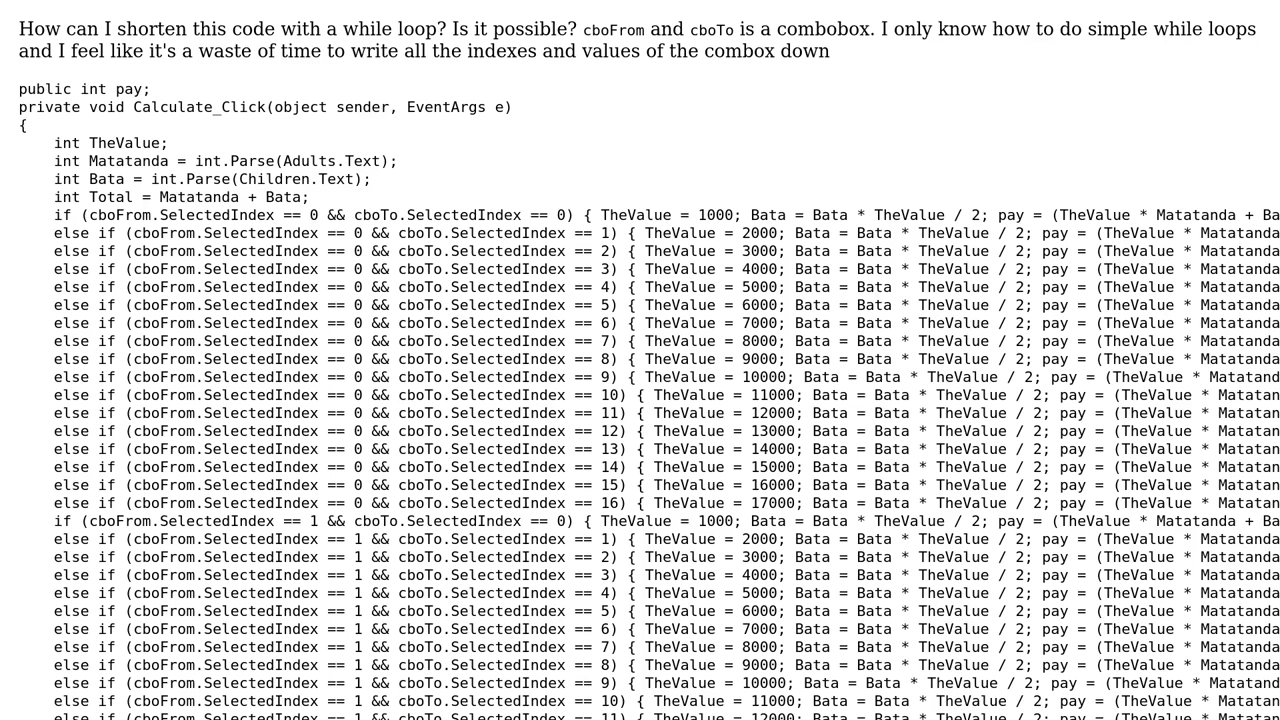 How can I shorten this code with a while loop? Is it possible? cboFrom and cboTo is a combobox. I only know how to do simple while loops
and I feel like it's a waste of time to write all the indexes and values of the combox down
public int pay;
private void Calculate_Click(object sender, EventArgs e)
{
    int TheValue;
    int Matatanda = int.Parse(Adults.Text);
    int Bata = int.Parse(Children.Text);
    int Total = Matatanda + Bata;
    if (cboFrom.SelectedIndex == 0 && cboTo.SelectedIndex == 0) { TheValue = 1000; Bata = Bata * TheValue / 2; pay = (TheValue * Matatanda + Ba
    else if (cboFrom.SelectedIndex == 0 && cboTo.SelectedIndex == 1) { TheValue = 2000; Bata = Bata * TheValue / 2; pay = (TheValue * Matatanda
    else if (cboFrom.SelectedIndex == 0 && cboTo.SelectedIndex == 2) { TheValue = 3000; Bata = Bata * TheValue / 2; pay = (TheValue * Matatanda
    else if (cboFrom.SelectedIndex == 0 && cboTo.SelectedIndex == 3) { TheValue = 4000; Bata = Bata * TheValue / 2; pay = (TheValue * Matatanda
    else if (cboFrom.SelectedIndex == 0 && cboTo.SelectedIndex == 4) { TheValue = 5000; Bata = Bata * TheValue / 2; pay = (TheValue * Matatanda
    else if (cboFrom.SelectedIndex == 0 && cboTo.SelectedIndex == 5) { TheValue = 6000; Bata = Bata * TheValue / 2; pay = (TheValue * Matatanda
    else if (cboFrom.SelectedIndex == 0 && cboTo.SelectedIndex == 6) { TheValue = 7000; Bata = Bata * TheValue / 2; pay = (TheValue * Matatanda
    else if (cboFrom.SelectedIndex == 0 && cboTo.SelectedIndex == 7) { TheValue = 8000; Bata = Bata * TheValue / 2; pay = (TheValue * Matatanda
    else if (cboFrom.SelectedIndex == 0 && cboTo.SelectedIndex == 8) { TheValue = 9000; Bata = Bata * TheValue / 2; pay = (TheValue * Matatanda
    else if (cboFrom.SelectedIndex == 0 && cboTo.SelectedIndex == 9) { TheValue = 10000; Bata = Bata * TheValue / 2; pay = (TheValue * Matatand
    else if (cboFrom.SelectedIndex == 0 && cboTo.SelectedIndex == 10) { TheValue = 11000; Bata = Bata * TheValue / 2; pay = (TheValue * Matatan
    else if (cboFrom.SelectedIndex == 0 && cboTo.SelectedIndex == 11) { TheValue = 12000; Bata = Bata * TheValue / 2; pay = (TheValue * Matatan
    else if (cboFrom.SelectedIndex == 0 && cboTo.SelectedIndex == 12) { TheValue = 13000; Bata = Bata * TheValue / 2; pay = (TheValue * Matatan
    else if (cboFrom.SelectedIndex == 0 && cboTo.SelectedIndex == 13) { TheValue = 14000; Bata = Bata * TheValue / 2; pay = (TheValue * Matatan
    else if (cboFrom.SelectedIndex == 0 && cboTo.SelectedIndex == 14) { TheValue = 15000; Bata = Bata * TheValue / 2; pay = (TheValue * Matatan
    else if (cboFrom.SelectedIndex == 0 && cboTo.SelectedIndex == 15) { TheValue = 16000; Bata = Bata * TheValue / 2; pay = (TheValue * Matatan
    else if (cboFrom.SelectedIndex == 0 && cboTo.SelectedIndex == 16) { TheValue = 17000; Bata = Bata * TheValue / 2; pay = (TheValue * Matatan
    if (cboFrom.SelectedIndex == 1 && cboTo.SelectedIndex == 0) { TheValue = 1000; Bata = Bata * TheValue / 2; pay = (TheValue * Matatanda + Ba
    else if (cboFrom.SelectedIndex == 1 && cboTo.SelectedIndex == 1) { TheValue = 2000; Bata = Bata * TheValue / 2; pay = (TheValue * Matatanda
    else if (cboFrom.SelectedIndex == 1 && cboTo.SelectedIndex == 2) { TheValue = 3000; Bata = Bata * TheValue / 2; pay = (TheValue * Matatanda
    else if (cboFrom.SelectedIndex == 1 && cboTo.SelectedIndex == 3) { TheValue = 4000; Bata = Bata * TheValue / 2; pay = (TheValue * Matatanda
    else if (cboFrom.SelectedIndex == 1 && cboTo.SelectedIndex == 4) { TheValue = 5000; Bata = Bata * TheValue / 2; pay = (TheValue * Matatanda
    else if (cboFrom.SelectedIndex == 1 && cboTo.SelectedIndex == 5) { TheValue = 6000; Bata = Bata * TheValue / 2; pay = (TheValue * Matatanda
    else if (cboFrom.SelectedIndex == 1 && cboTo.SelectedIndex == 6) { TheValue = 7000; Bata = Bata * TheValue / 2; pay = (TheValue * Matatanda
    else if (cboFrom.SelectedIndex == 1 && cboTo.SelectedIndex == 7) { TheValue = 8000; Bata = Bata * TheValue / 2; pay = (TheValue * Matatanda
    else if (cboFrom.SelectedIndex == 1 && cboTo.SelectedIndex == 8) { TheValue = 9000; Bata = Bata * TheValue / 2; pay = (TheValue * Matatanda
    else if (cboFrom.SelectedIndex == 1 && cboTo.SelectedIndex == 9) { TheValue = 10000; Bata = Bata * TheValue / 2; pay = (TheValue * Matatand
    else if (cboFrom.SelectedIndex == 1 && cboTo.SelectedIndex == 10) { TheValue = 11000; Bata = Bata * TheValue / 2; pay = (TheValue * Matatan
    else if (cboFrom.SelectedIndex == 1 && cboTo.SelectedIndex == 11) { TheValue = 12000; Bata = Bata * TheValue / 2; pay = (TheValue * Matatan